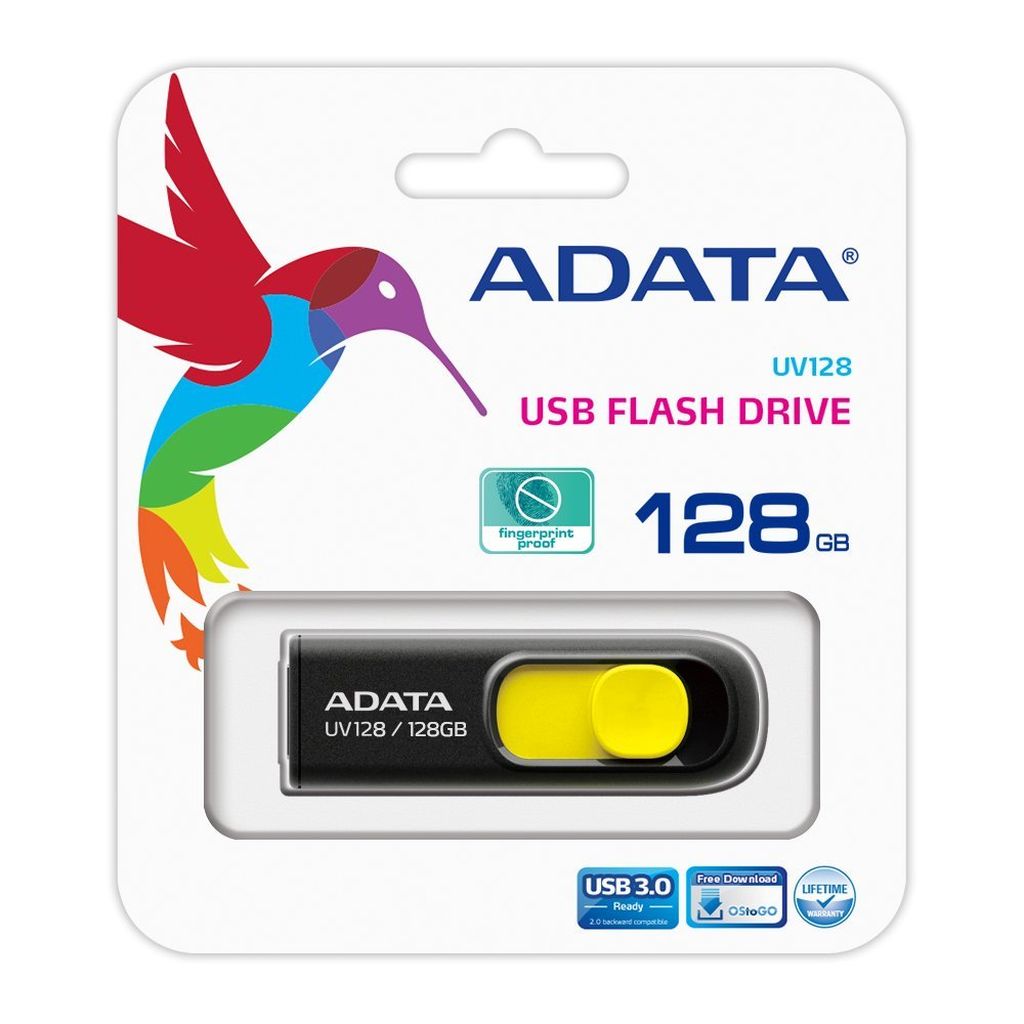 ADATA®
UV128
USB FLASH DRIVE
fingerprint
proof
128GB
ADATA
UV128 / 128GB
USB 3.0
Ready
2.0 backward compatible
Free Download
OStoGO
LIFETIME
WARRANTY